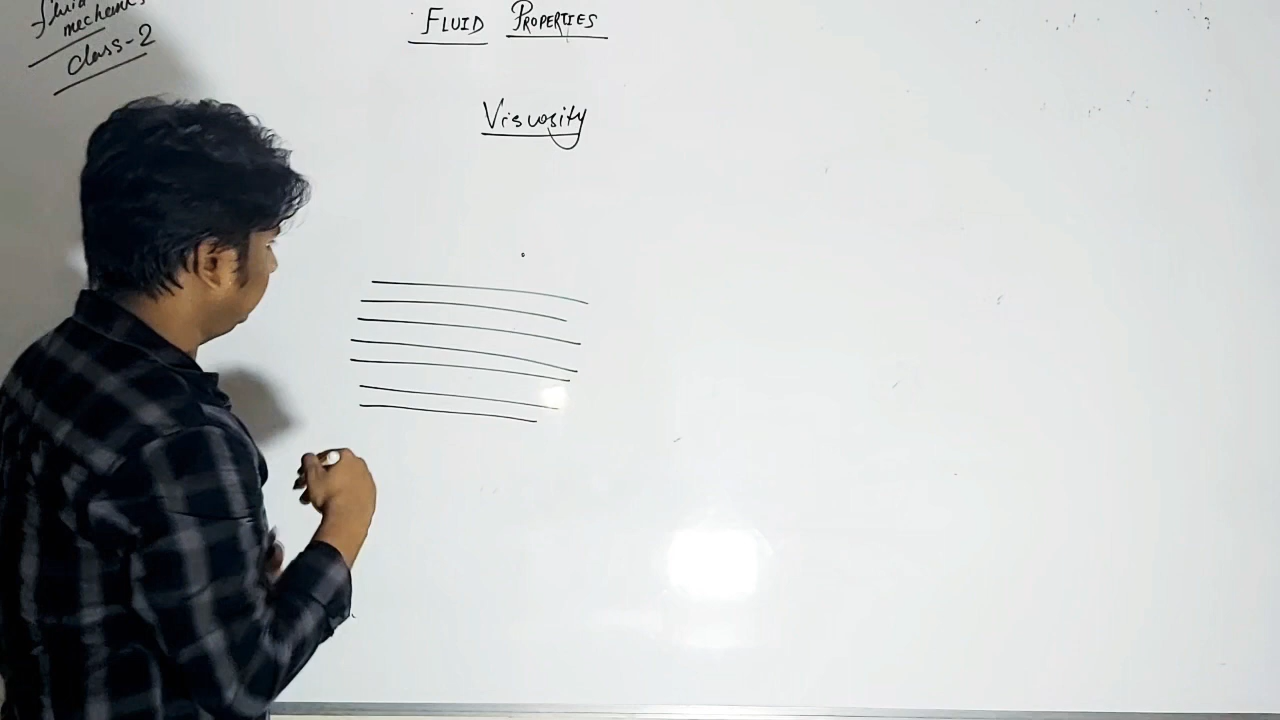 fluid
mechanics
class-2
FLUID PROPERTIES
Viscosity